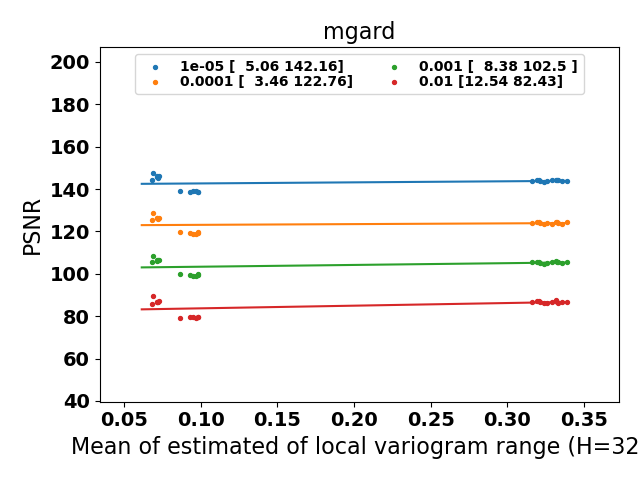 mgard
1e-05 [  5.06 142.16]
0.0001 [  3.46 122.76]
0.001 [  8.38 102.5 ]
0.01 [12.54 82.43]
PSNR
200
180
160
140
120
100
80
60
40
0.05 0.10 0.15 0.20 0.25 0.30 0.35
Mean of estimated of local variogram range (H=32